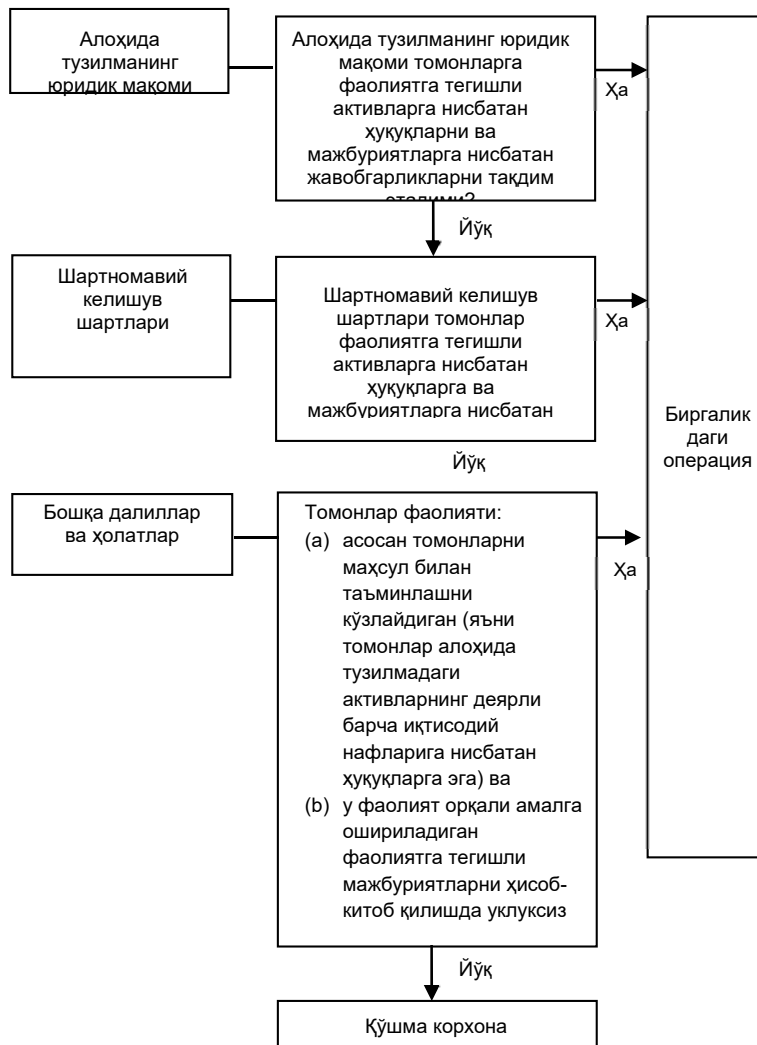 Алоҳида
тузилманинг
юридик мақоми
Алоҳида тузилманинг юридик
мақоми томонларга
фаолиятга тегишли
активларга нисбатан
ҳуқуқларни ва
мажбуриятларга нисбатан
жавобгарликларни тақдим
этадими?
Ҳа
Йўқ
Шартномавий
келишув
шартлари
Шартномавий келишув
шартлари томонлар
фаолиятга тегишли
активларга нисбатан
ҳуқуқларга ва
мажбуриятларга нисбатан
Ҳа
Йўқ
Биргалик
даги
операция
Бошқа далиллар
ва ҳолатлар
Томонлар фаолияти:
(a) асосан томонларни
маҳсул билан
таъминлашни
кўзлайдиган (яъни
томонлар алоҳида
тузилмадаги
активларнинг деярли
барча иқтисодий
нафларига нисбатан
ҳуқуқларга эга) ва
(b) у фаолият орқали амалга
ошириладиган
фаолиятга тегишли
мажбуриятларни ҳисоб-
китоб қилишда уклуксиз
Ҳа
Йўқ
Қўшма корхона